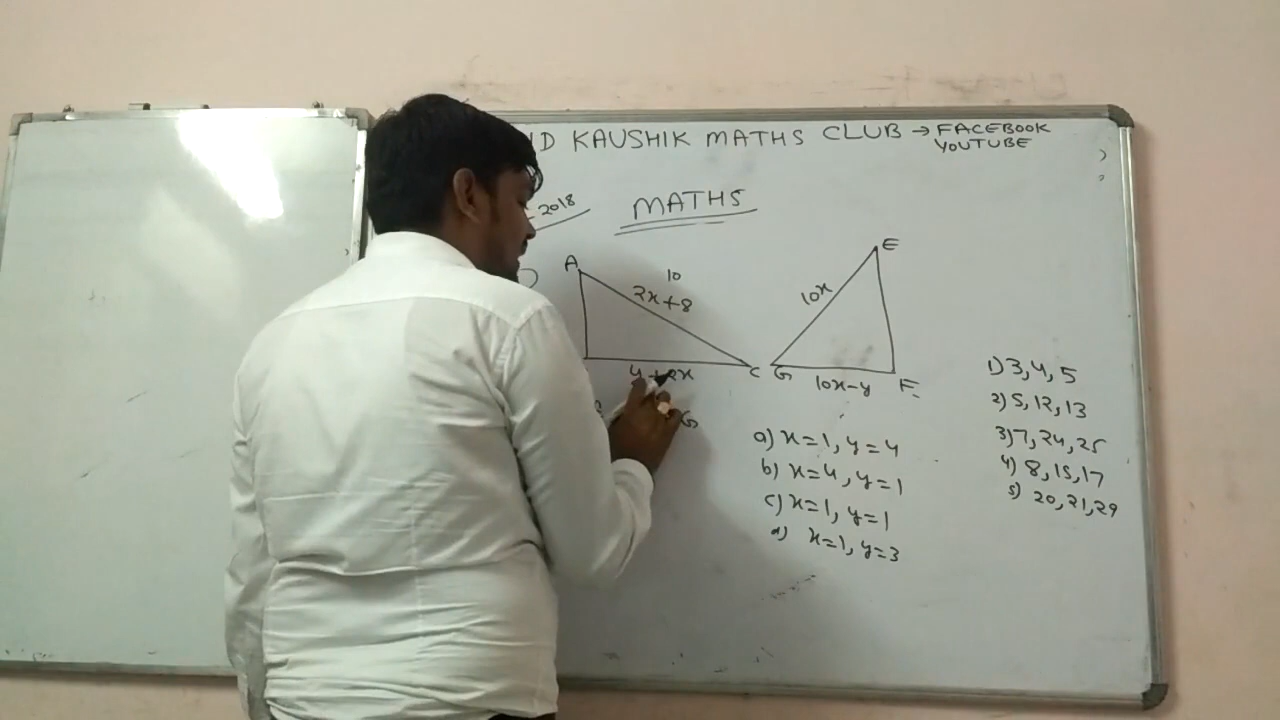 KAUSHIK MATHS CLUB → FACEBOOK
YOUTUBE
2018
MATHS
A
10
2x+8
C
E
10x
G
10x-y
F
G
a) x=1, y=4
b) x=4, y=1
c) x=1, y=1
d) x=1, y=3
1) 3,4,5
2) 5,12,13
3) 7,24,25
4) 8,15,17
5) 20,21,29